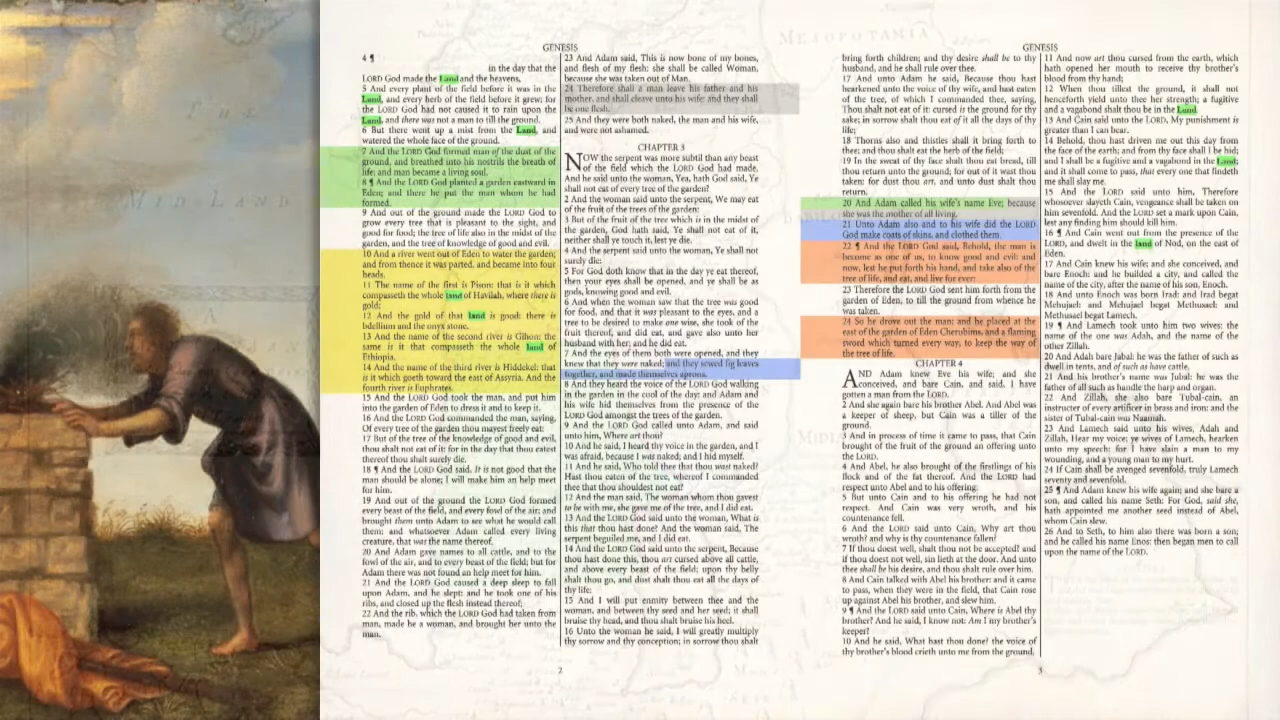 MESOPOTAMIA
MID LAND
GENESIS
4 ¶
in the day that the
LORD God made the Land and the heavens,
5 And every plant of the field before it was in the
Land, and every herb of the field before it grew: for
the LORD God had not caused it to rain upon the
Land, and there was not a man to till the ground.
6 But there went up a mist from the Land, and
watered the whole face of the ground.
7 And the LORD God formed man of the dust of the
ground, and breathed into his nostrils the breath of
life; and man became a living soul.
8 ¶ And the LORD God planted a garden eastward in
Eden; and there he put the man whom he had
formed.
9 And out of the ground made the LORD God to
grow every tree that is pleasant to the sight, and
good for food; the tree of life also in the midst of the
garden, and the tree of knowledge of good and evil.
10 And a river went out of Eden to water the garden;
and from thence it was parted, and became into four
heads.
11 The name of the first is Pison: that is it which
compasseth the whole land of Havilah, where there is
gold;
12 And the gold of that land is good: there is
bdellium and the onyx stone.
13 And the name of the second river is Gihon: the
same is it that compasseth the whole land of
Ethiopia.
14 And the name of the third river is Hiddekel: that
is it which goeth toward the east of Assyria. And the
fourth river is Euphrates.
15 And the LORD God took the man, and put him
into the garden of Eden to dress it and to keep it.
16 And the LORD God commanded the man, saying,
Of every tree of the garden thou mayest freely eat:
17 But of the tree of the knowledge of good and evil,
thou shalt not eat of it: for in the day that thou eatest
thereof thou shalt surely die.
18 ¶ And the LORD God said, It is not good that the
man should be alone; I will make him an help meet
for him.
19 And out of the ground the LORD God formed
every beast of the field, and every fowl of the air; and
brought them unto Adam to see what he would call
them: and whatsoever Adam called every living
creature, that was the name thereof.
20 And Adam gave names to all cattle, and to the
fowl of the air, and to every beast of the field; but for
Adam there was not found an help meet for him.
21 And the LORD God caused a deep sleep to fall
upon Adam, and he slept: and he took one of his
ribs, and closed up the flesh instead thereof;
22 And the rib, which the LORD God had taken from
man, made he a woman, and brought her unto the
man.
23 And Adam said, This is now bone of my bones,
and flesh of my flesh: she shall be called Woman,
because she was taken out of Man.
24 Therefore shall a man leave his father and his
mother, and shall cleave unto his wife: and they shall
be one flesh.
25 And they were both naked, the man and his wife,
and were not ashamed.
CHAPTER 3
NOW the serpent was more subtil than any beast
of the field which the LORD God had made.
And he said unto the woman, Yea, hath God said, Ye
shall not eat of every tree of the garden?
2 And the woman said unto the serpent, We may eat
of the fruit of the trees of the garden:
3 But of the fruit of the tree which is in the midst of
the garden, God hath said, Ye shall not eat of it,
neither shall ye touch it, lest ye die.
4 And the serpent said unto the woman, Ye shall not
surely die:
5 For God doth know that in the day ye eat thereof,
then your eyes shall be opened, and ye shall be as
gods, knowing good and evil.
6 And when the woman saw that the tree was good
for food, and that it was pleasant to the eyes, and a
tree to be desired to make one wise, she took of the
fruit thereof, and did eat, and gave also unto her
husband with her; and he did eat.
7 And the eyes of them both were opened, and they
knew that they were naked; and they sewed fig leaves
together, and made themselves aprons.
8 And they heard the voice of the LORD God walking
in the garden in the cool of the day: and Adam and
his wife hid themselves from the presence of the
LORD God amongst the trees of the garden.
9 And the LORD God called unto Adam, and said
unto him, Where art thou?
10 And he said, I heard thy voice in the garden, and I
was afraid, because I was naked; and I hid myself.
11 And he said, Who told thee that thou wast naked?
Hast thou eaten of the tree, whereof I commanded
thee that thou shouldest not eat?
12 And the man said, The woman whom thou gavest
to be with me, she gave me of the tree, and I did eat.
13 And the LORD God said unto the woman, What is
this that thou hast done? And the woman said, The
serpent beguiled me, and I did eat.
14 And the LORD God said unto the serpent, Because
thou hast done this, thou art cursed above all cattle,
and above every beast of the field; upon thy belly
shalt thou go, and dust shalt thou eat all the days of
thy life:
15 And I will put enmity between thee and the
woman, and between thy seed and her seed; it shall
bruise thy head, and thou shalt bruise his heel.
16 Unto the woman he said, I will greatly multiply
thy sorrow and thy conception; in sorrow thou shalt
2
GENESIS
bring forth children; and thy desire shall be to thy
husband, and he shall rule over thee.
17 And unto Adam he said, Because thou hast
hearkened unto the voice of thy wife, and hast eaten
of the tree, of which I commanded thee, saying,
Thou shalt not eat of it: cursed is the ground for thy
sake; in sorrow shalt thou eat of it all the days of thy
life;
18 Thorns also and thistles shall it bring forth to
thee; and thou shalt eat the herb of the field;
19 In the sweat of thy face shalt thou eat bread, till
thou return unto the ground; for out of it wast thou
taken: for dust thou art, and unto dust shalt thou
return.
20 And Adam called his wife's name Eve; because
she was the mother of all living.
21 Unto Adam also and to his wife did the LORD
God make coats of skins, and clothed them.
22 ¶ And the LORD God said, Behold, the man is
become as one of us, to know good and evil: and
now, lest he put forth his hand, and take also of the
tree of life, and eat, and live for ever:
23 Therefore the LORD God sent him forth from the
garden of Eden, to till the ground from whence he
was taken.
24 So he drove out the man; and he placed at the
east of the garden of Eden Cherubims, and a flaming
sword which turned every way, to keep the way of
the tree of life.
CHAPTER 4
AND Adam knew Eve his wife; and she
conceived, and bare Cain, and said, I have
gotten a man from the LORD.
2 And she again bare his brother Abel. And Abel was
a keeper of sheep, but Cain was a tiller of the
ground.
3 And in process of time it came to pass, that Cain
brought of the fruit of the ground an offering unto
the LORD.
4 And Abel, he also brought of the firstlings of his
flock and of the fat thereof. And the LORD had
respect unto Abel and to his offering:
5 But unto Cain and to his offering he had not
respect. And Cain was very wroth, and his
countenance fell.
6 And the LORD said unto Cain, Why art thou
wroth? and why is thy countenance fallen?
7 If thou doest well, shalt thou not be accepted? and
if thou doest not well, sin lieth at the door. And unto
thee shall be his desire, and thou shalt rule over him.
8 And Cain talked with Abel his brother: and it came
to pass, when they were in the field, that Cain rose
up against Abel his brother, and slew him.
9 ¶ And the LORD said unto Cain, Where is Abel thy
brother? And he said, I know not: Am I my brother's
keeper?
10 And he said, What hast thou done? the voice of
thy brother's blood crieth unto me from the ground.
11 And now art thou cursed from the earth, which
hath opened her mouth to receive thy brother's
blood from thy hand;
12 When thou tillest the ground, it shall not
henceforth yield unto thee her strength; a fugitive
and a vagabond shalt thou be in the Land.
13 And Cain said unto the LORD, My punishment is
greater than I can bear.
14 Behold, thou hast driven me out this day from
the face of the earth; and from thy face shall I be hid;
and I shall be a fugitive and a vagabond in the Land;
and it shall come to pass, that every one that findeth
me shall slay me.
15 And the LORD said unto him, Therefore
whosoever slayeth Cain, vengeance shall be taken on
him sevenfold. And the LORD set a mark upon Cain,
lest any finding him should kill him.
16 ¶ And Cain went out from the presence of the
LORD, and dwelt in the land of Nod, on the east of
Eden.
17 And Cain knew his wife; and she conceived, and
bare Enoch: and he builded a city, and called the
name of the city, after the name of his son, Enoch.
18 And unto Enoch was born Irad: and Irad begat
Mehujael: and Mehujael begat Methusael: and
Methusael begat Lamech.
19 ¶ And Lamech took unto him two wives: the
name of the one was Adah, and the name of the
other Zillah.
20 And Adah bare Jabal: he was the father of such as
dwell in tents, and of such as have cattle.
21 And his brother's name was Jubal: he was the
father of all such as handle the harp and organ.
22 And Zillah, she also bare Tubal-cain, an
instructer of every artificer in brass and iron: and the
sister of Tubal-cain was Naamah.
23 And Lamech said unto his wives, Adah and
Zillah, Hear my voice; ye wives of Lamech, hearken
unto my speech: for I have slain a man to my
wounding, and a young man to my hurt.
24 If Cain shall be avenged sevenfold, truly Lamech
seventy and sevenfold.
25 ¶ And Adam knew his wife again; and she bare a
son, and called his name Seth: For God, said she,
hath appointed me another seed instead of Abel,
whom Cain slew.
26 And to Seth, to him also there was born a son;
and he called his name Enos: then began men to call
upon the name of the LORD.
3